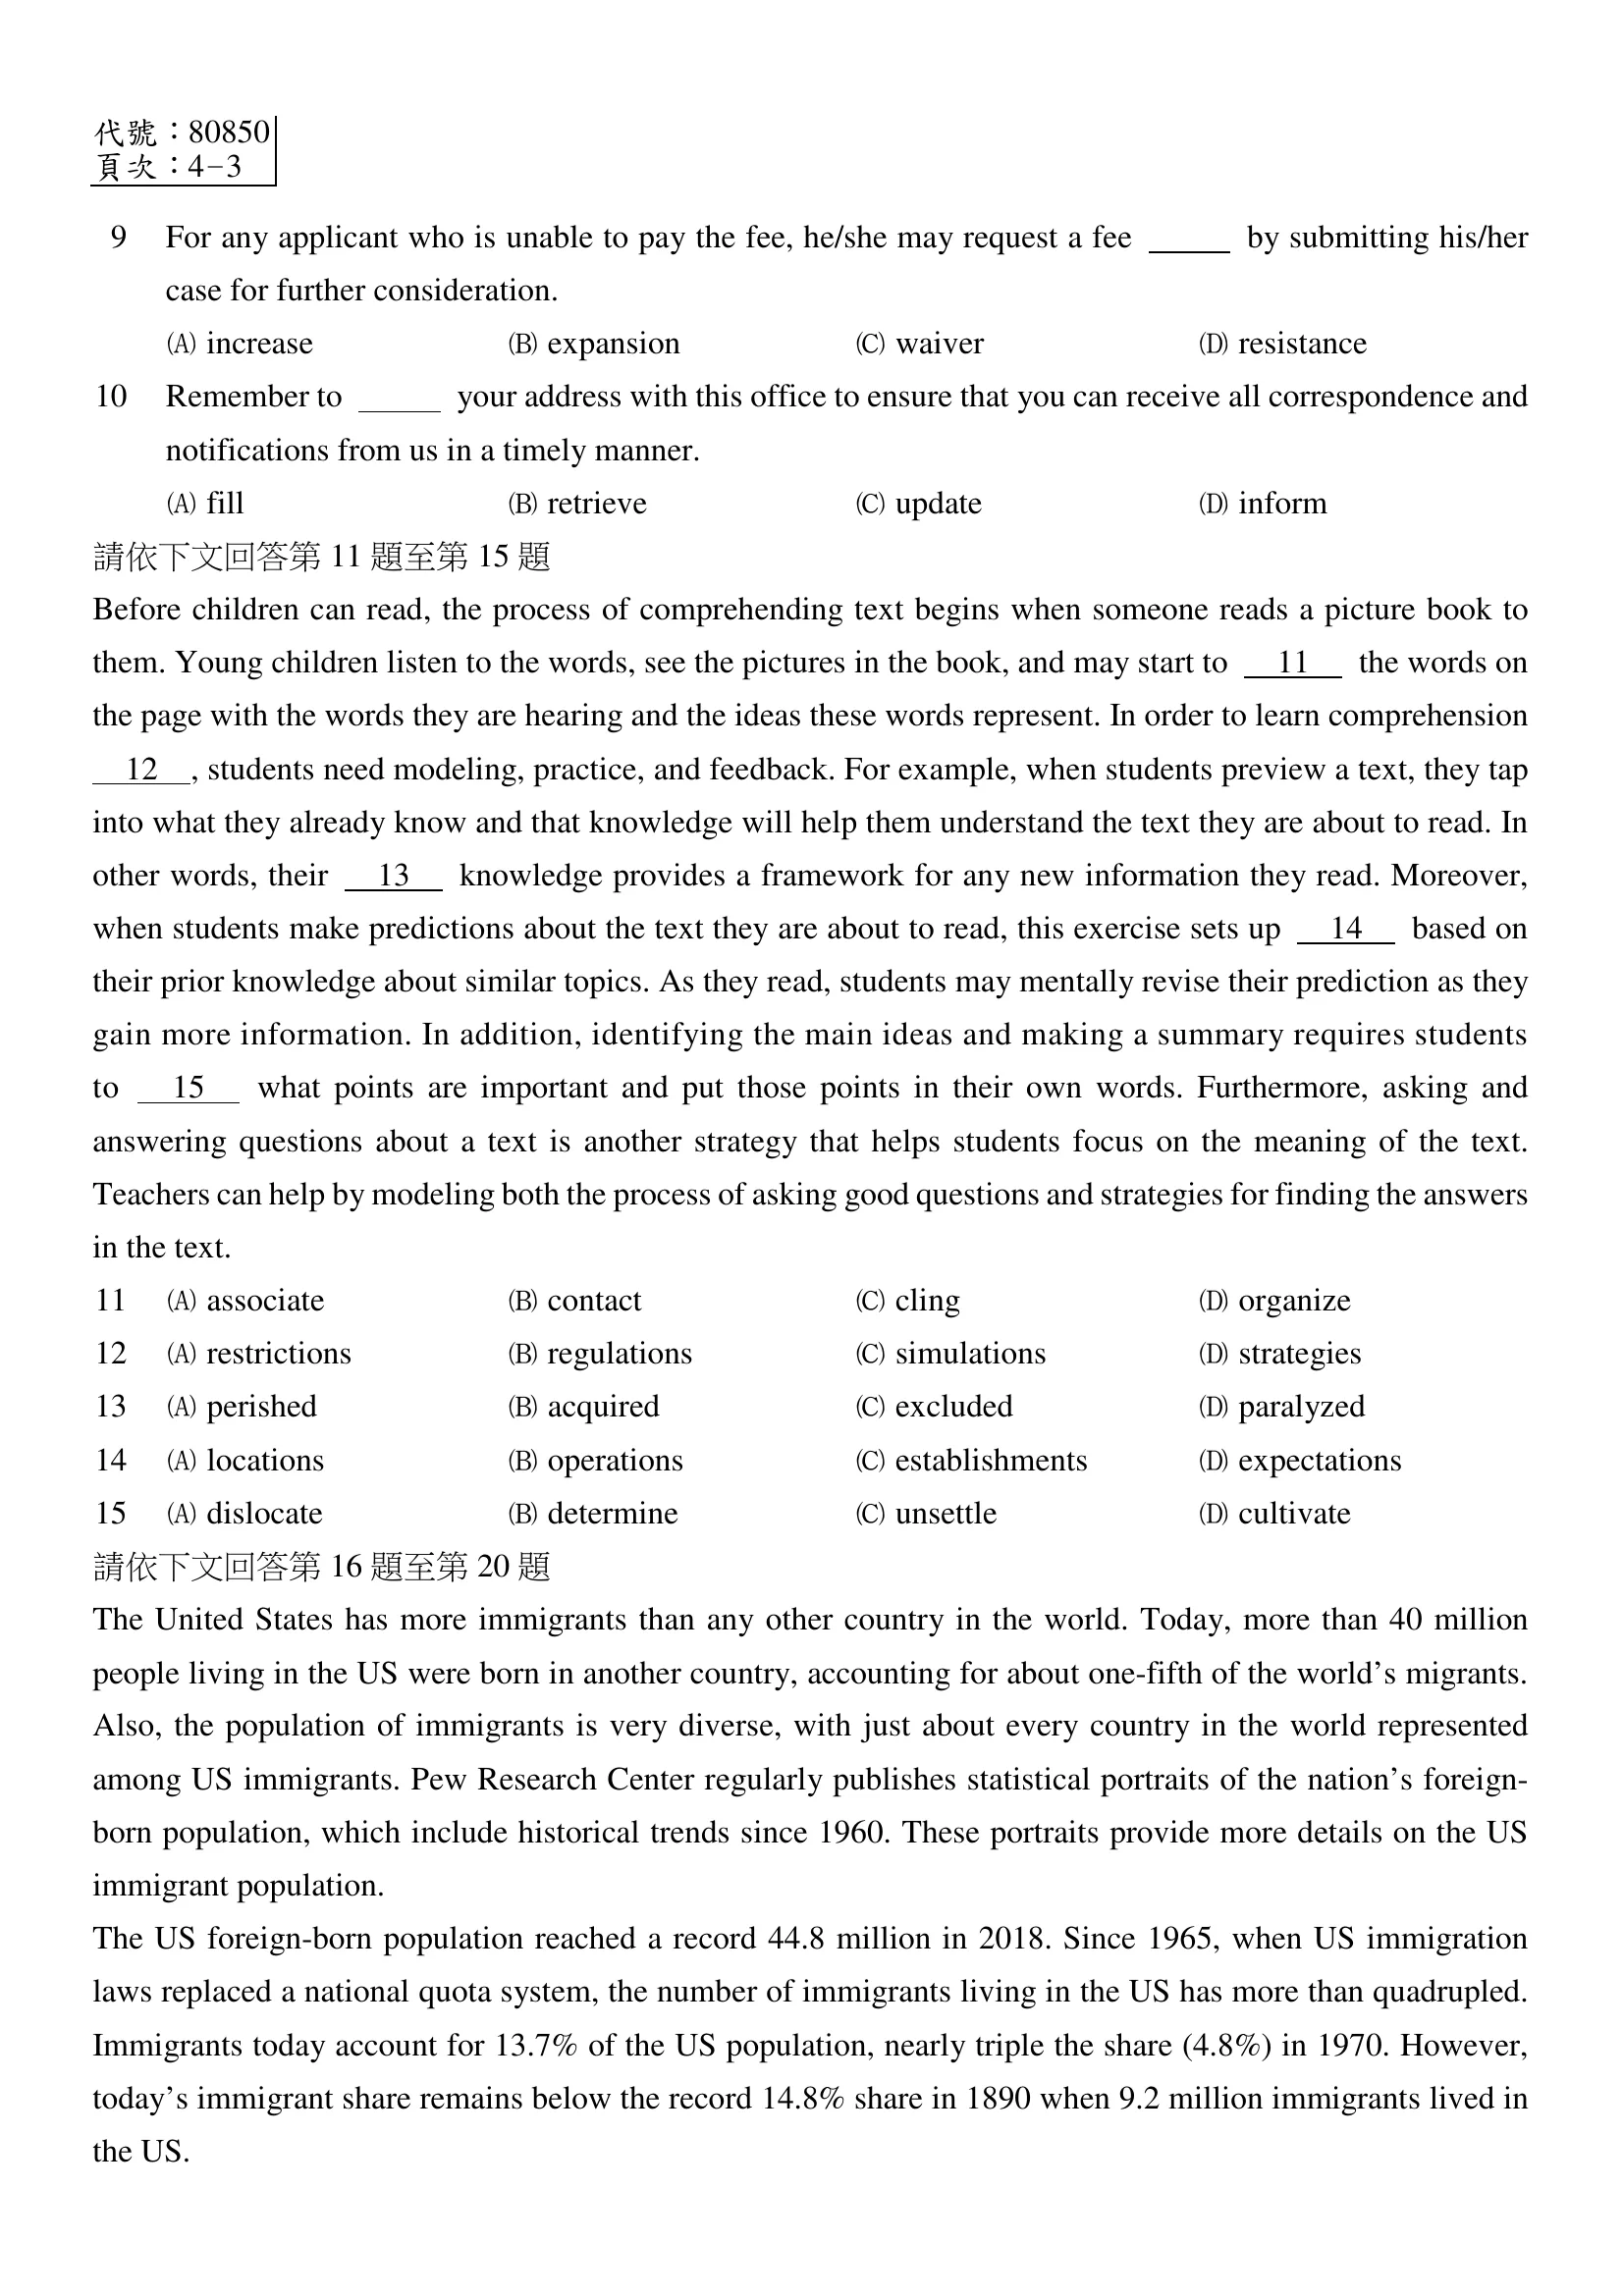 代號：80850
頁次：4－3
9 For any applicant who is unable to pay the fee, he/she may request a fee _____ by submitting his/her
case for further consideration.
(A) increase (B) expansion (C) waiver (D) resistance
10 Remember to _____ your address with this office to ensure that you can receive all correspondence and
notifications from us in a timely manner.
(A) fill (B) retrieve (C) update (D) inform
請依下文回答第 11 題至第 15 題
Before children can read, the process of comprehending text begins when someone reads a picture book to
them. Young children listen to the words, see the pictures in the book, and may start to __11__ the words on
the page with the words they are hearing and the ideas these words represent. In order to learn comprehension
__12__, students need modeling, practice, and feedback. For example, when students preview a text, they tap
into what they already know and that knowledge will help them understand the text they are about to read. In
other words, their __13__ knowledge provides a framework for any new information they read. Moreover,
when students make predictions about the text they are about to read, this exercise sets up __14__ based on
their prior knowledge about similar topics. As they read, students may mentally revise their prediction as they
gain more information. In addition, identifying the main ideas and making a summary requires students
to __15__ what points are important and put those points in their own words. Furthermore, asking and
answering questions about a text is another strategy that helps students focus on the meaning of the text.
Teachers can help by modeling both the process of asking good questions and strategies for finding the answers
in the text.
11 (A) associate (B) contact (C) cling (D) organize
12 (A) restrictions (B) regulations (C) simulations (D) strategies
13 (A) perished (B) acquired (C) excluded (D) paralyzed
14 (A) locations (B) operations (C) establishments (D) expectations
15 (A) dislocate (B) determine (C) unsettle (D) cultivate
請依下文回答第 16 題至第 20 題
The United States has more immigrants than any other country in the world. Today, more than 40 million
people living in the US were born in another country, accounting for about one-fifth of the world’s migrants.
Also, the population of immigrants is very diverse, with just about every country in the world represented
among US immigrants. Pew Research Center regularly publishes statistical portraits of the nation’s foreign-
born population, which include historical trends since 1960. These portraits provide more details on the US
immigrant population.
The US foreign-born population reached a record 44.8 million in 2018. Since 1965, when US immigration
laws replaced a national quota system, the number of immigrants living in the US has more than quadrupled.
Immigrants today account for 13.7% of the US population, nearly triple the share (4.8%) in 1970. However,
today’s immigrant share remains below the record 14.8% share in 1890 when 9.2 million immigrants lived in
the US.